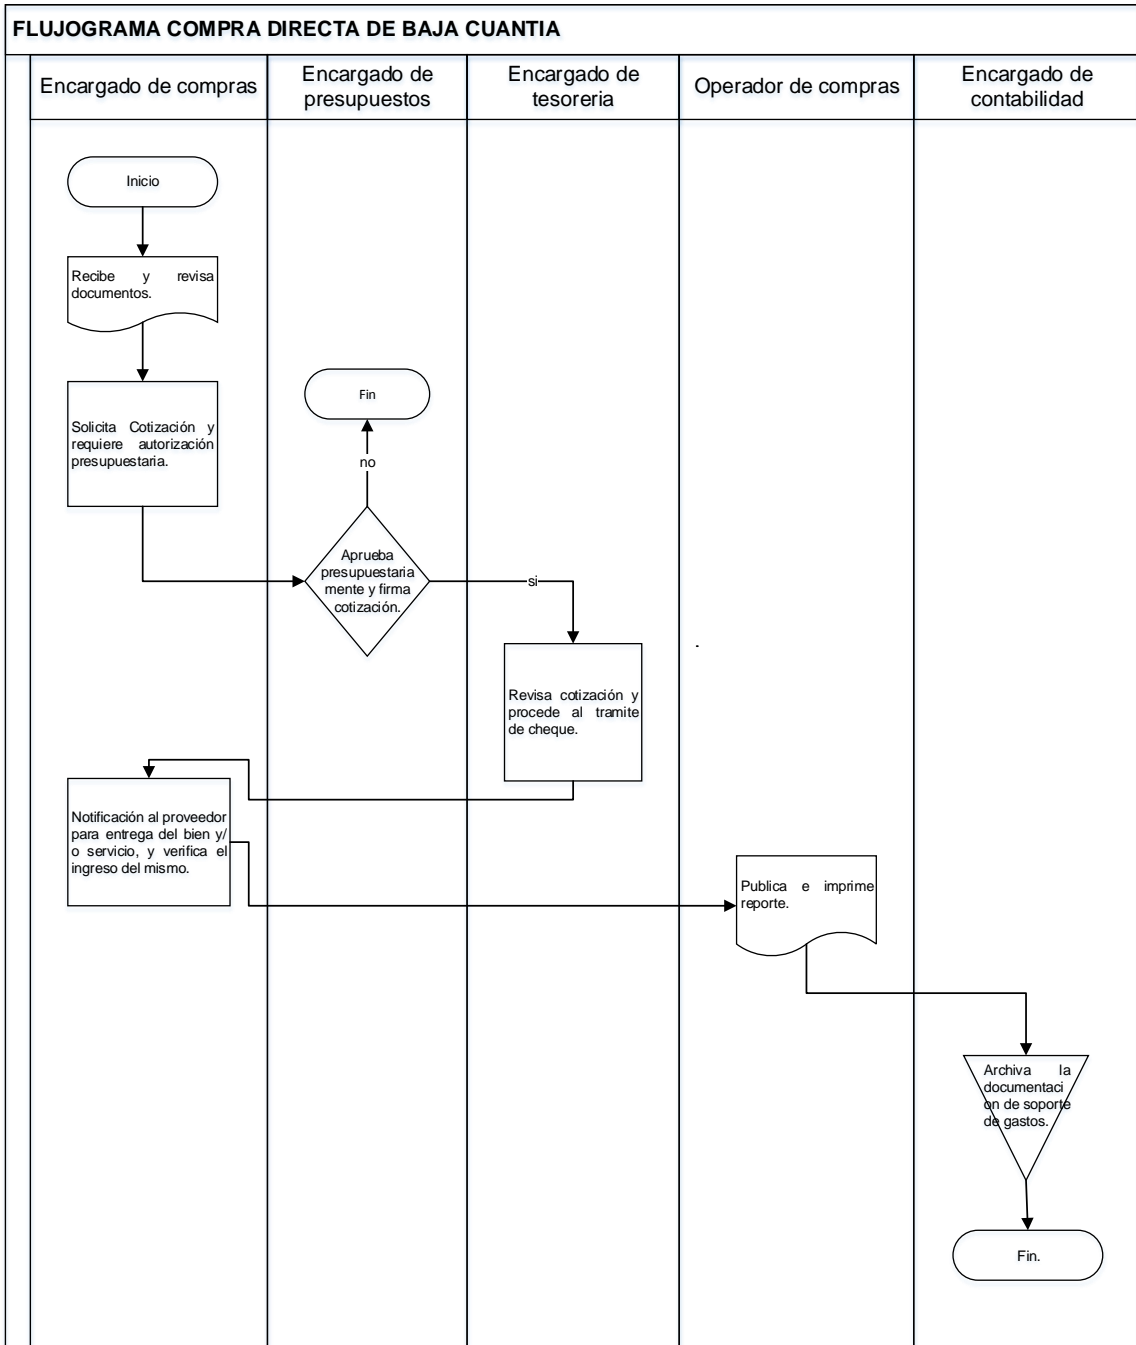 FLUJOGRAMA COMPRA DIRECTA DE BAJA CUANTIA
Encargado de compras
Encargado de
presupuestos
Encargado de
tesoreria
Operador de compras
Encargado de
contabilidad
Inicio
Recibe y revisa
documentos.
Solicita Cotización y
requiere autorización
presupuestaria.
Fin
no
Aprueba
presupuestaria
mente y firma
cotización.
si
Revisa cotización y
procede al tramite
de cheque.
Notificación al proveedor
para entrega del bien y/
o servicio, y verifica el
ingreso del mismo.
Publica e imprime
reporte.
Archiva la
documentaci
on de soporte
de gastos.
Fin.